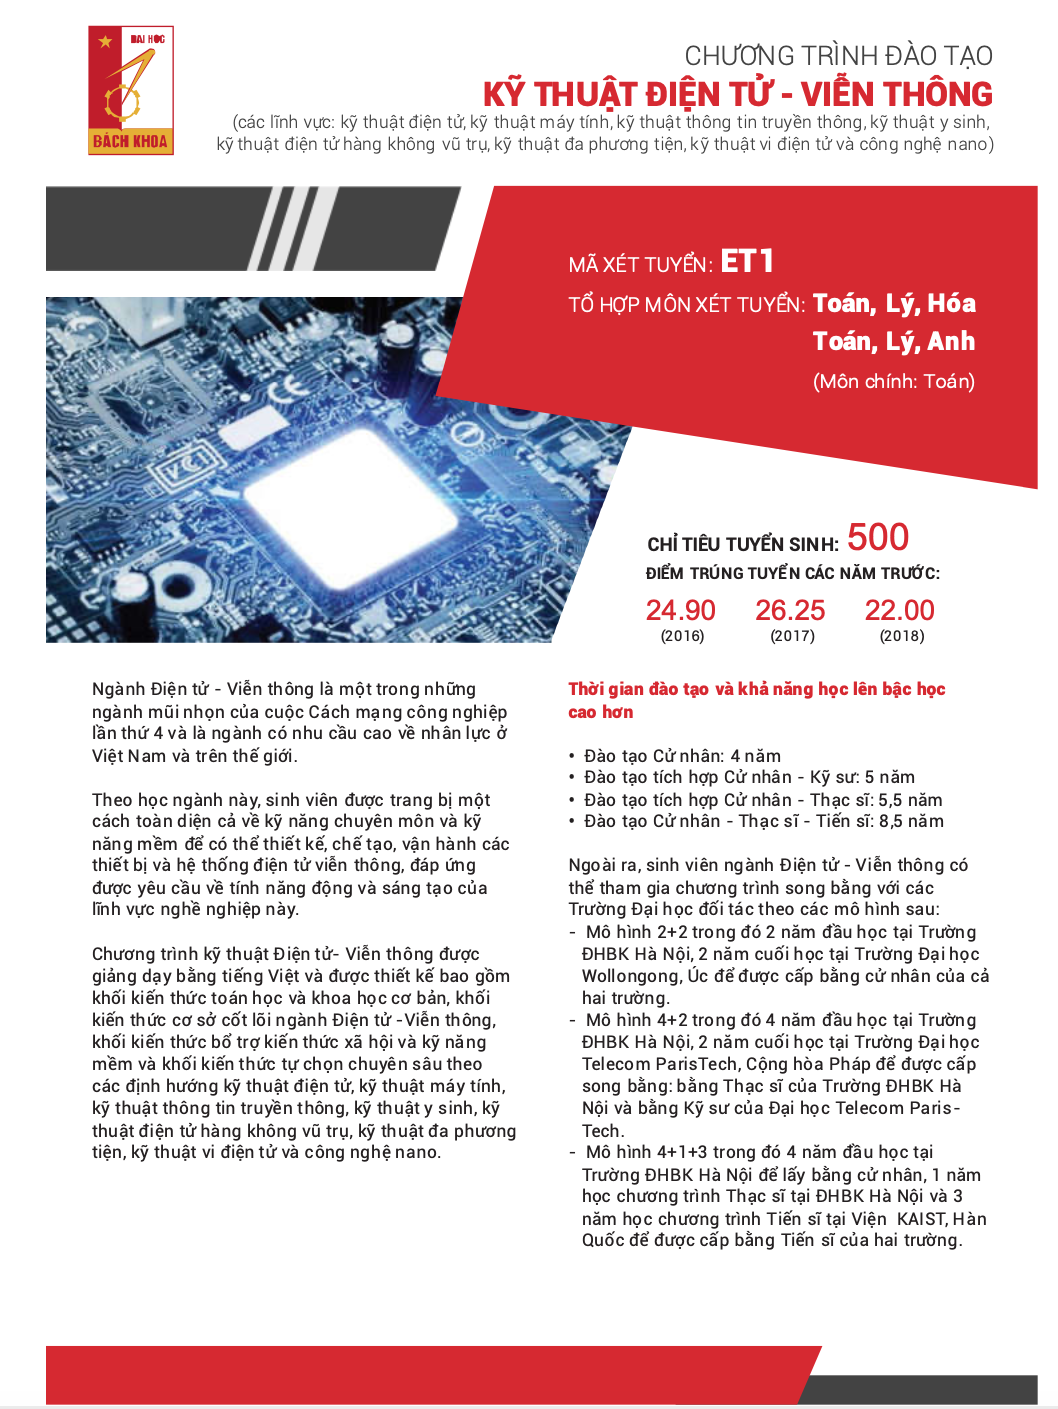 ĐẠI HỌC
BÁCH KHOA
CHƯƠNG TRÌNH ĐÀO TẠO
KỸ THUẬT ĐIỆN TỬ - VIỄN THÔNG
(các lĩnh vực: kỹ thuật điện tử, kỹ thuật máy tính, kỹ thuật thông tin truyền thông, kỹ thuật y sinh,
kỹ thuật điện tử hàng không vũ trụ, kỹ thuật đa phương tiện, kỹ thuật vi điện tử và công nghệ nano)
MÃ XÉT TUYỂN: ET1
TỔ HỢP MÔN XÉT TUYỂN: Toán, Lý, Hóa
Toán, Lý, Anh
(Môn chính: Toán)
VC1
CHỈ TIÊU TUYỂN SINH: 500
ĐIỂM TRÚNG TUYỂN CÁC NĂM TRƯỚC:
24.90 26.25 22.00
(2016) (2017) (2018)
Ngành Điện tử - Viễn thông là một trong những
ngành mũi nhọn của cuộc Cách mạng công nghiệp
lần thứ 4 và là ngành có nhu cầu cao về nhân lực ở
Việt Nam và trên thế giới.
Theo học ngành này, sinh viên được trang bị một
cách toàn diện cả về kỹ năng chuyên môn và kỹ
năng mềm để có thể thiết kế, chế tạo, vận hành các
thiết bị và hệ thống điện tử viễn thông, đáp ứng
được yêu cầu về tính năng động và sáng tạo của
lĩnh vực nghề nghiệp này.
Chương trình kỹ thuật Điện tử- Viễn thông được
giảng dạy bằng tiếng Việt và được thiết kế bao gồm
khối kiến thức toán học và khoa học cơ bản, khối
kiến thức cơ sở cốt lõi ngành Điện tử -Viễn thông,
khối kiến thức bổ trợ kiến thức xã hội và kỹ năng
mềm và khối kiến thức tự chọn chuyên sâu theo
các định hướng kỹ thuật điện tử, kỹ thuật máy tính,
kỹ thuật thông tin truyền thông, kỹ thuật y sinh, kỹ
thuật điện tử hàng không vũ trụ, kỹ thuật đa phương
tiện, kỹ thuật vi điện tử và công nghệ nano.
Thời gian đào tạo và khả năng học lên bậc học
cao hơn
• Đào tạo Cử nhân: 4 năm
• Đào tạo tích hợp Cử nhân - Kỹ sư: 5 năm
• Đào tạo tích hợp Cử nhân - Thạc sĩ: 5,5 năm
• Đào tạo Cử nhân - Thạc sĩ - Tiến sĩ: 8,5 năm
Ngoài ra, sinh viên ngành Điện tử - Viễn thông có
thể tham gia chương trình song bằng với các
Trường Đại học đối tác theo các mô hình sau:
- Mô hình 2+2 trong đó 2 năm đầu học tại Trường
ĐHBK Hà Nội, 2 năm cuối học tại Trường Đại học
Wollongong, Úc để được cấp bằng cử nhân của cả
hai trường.
- Mô hình 4+2 trong đó 4 năm đầu học tại Trường
ĐHBK Hà Nội, 2 năm cuối học tại Trường Đại học
Telecom ParisTech, Cộng hòa Pháp để được cấp
song bằng: bằng Thạc sĩ của Trường ĐHBK Hà
Nội và bằng Kỹ sư của Đại học Telecom Paris-
Tech.
- Mô hình 4+1+3 trong đó 4 năm đầu học tại
Trường ĐHBK Hà Nội để lấy bằng cử nhân, 1 năm
học chương trình Thạc sĩ tại ĐHBK Hà Nội và 3
năm học chương trình Tiến sĩ tại Viện KAIST, Hàn
Quốc để được cấp bằng Tiến sĩ của hai trường.